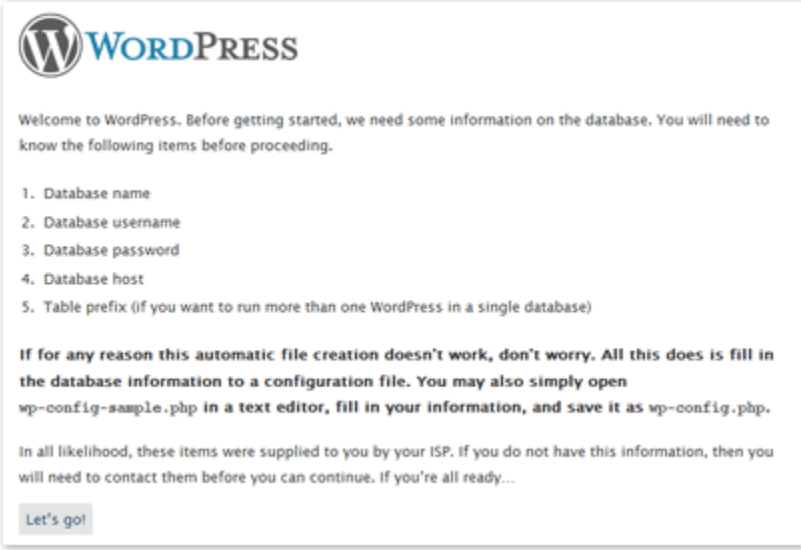 WORDPRESS
Welcome to WordPress. Before getting started, we need some information on the database. You will need to
know the following items before proceeding.
1. Database name
2. Database username
3. Database password
4. Database host
5. Table prefix (if you want to run more than one WordPress in a single database)
If for any reason this automatic file creation doesn't work, don't worry. All this does is fill in
the database information to a configuration file. You may also simply open
wp-config-sample.php in a text editor, fill in your information, and save it as wp-config.php.
In all likelihood, these items were supplied to you by your ISP. If you do not have this information, then you
will need to contact them before you can continue. If you're all ready...
Let's go!